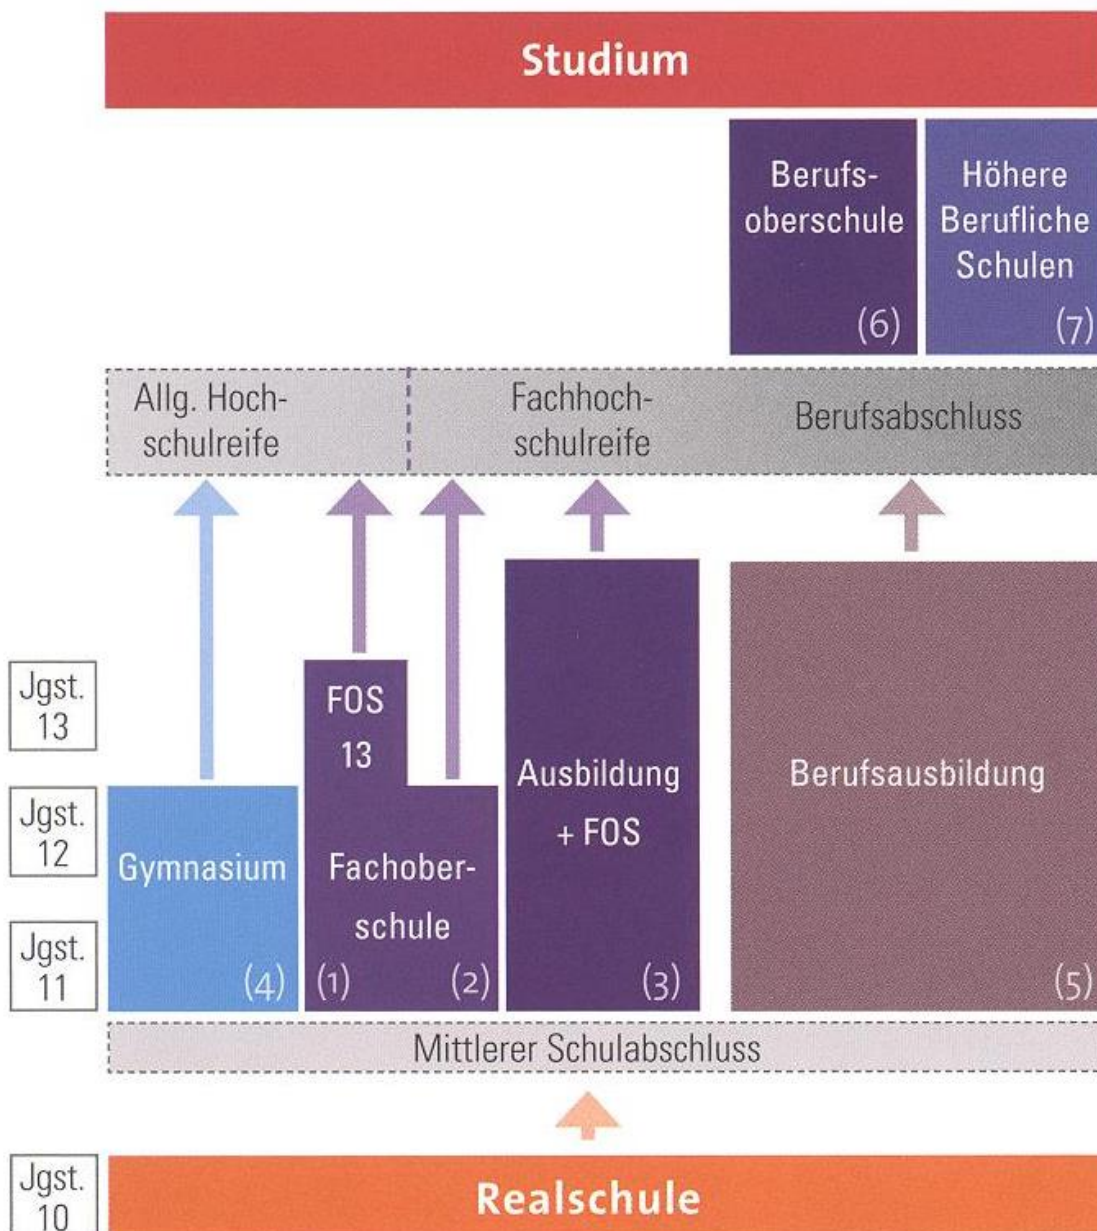 Studium
Berufs-
oberschule
(6)
Höhere
Berufliche
Schulen
(7)
Allg. Hoch-
schulreife
Fachhoch-
schulreife
Berufsabschluss
Jgst.
13
Jgst.
12
Jgst.
11
Gymnasium
(4)
FOS
13
Fachober-
schule
(1)
(2)
Ausbildung
+ FOS
(3)
Berufsausbildung
(5)
Mittlerer Schulabschluss
Jgst.
10
Realschule